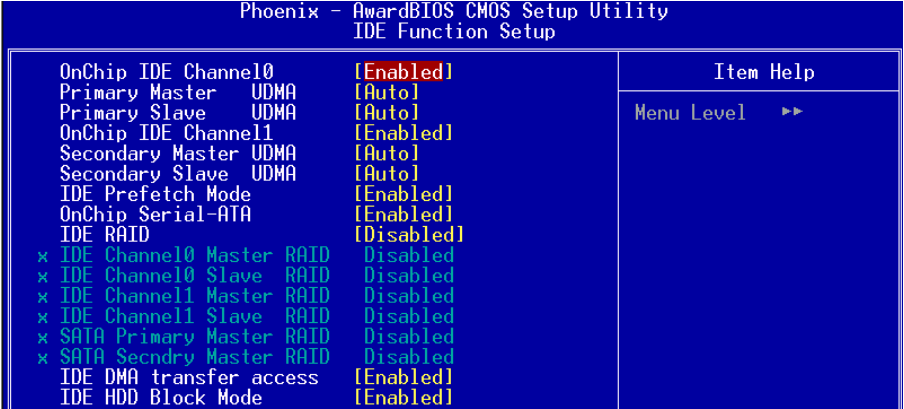 Phoenix - AwardBIOS CMOS Setup Utility
IDE Function Setup
OnChip IDE Channel0 [Enabled]
Primary Master UDMA [Auto]
Primary Slave UDMA [Auto]
OnChip IDE Channel1 [Enabled]
Secondary Master UDMA [Auto]
Secondary Slave UDMA [Auto]
IDE Prefetch Mode [Enabled]
OnChip Serial-ATA [Enabled]
IDE RAID [Disabled]
x IDE Channel0 Master RAID Disabled
x IDE Channel0 Slave RAID Disabled
x IDE Channel1 Master RAID Disabled
x IDE Channel1 Slave RAID Disabled
x SATA Primary Master RAID Disabled
x SATA Secndry Master RAID Disabled
IDE DMA transfer access [Enabled]
IDE HDD Block Mode [Enabled]
Item Help
Menu Level ▸▸